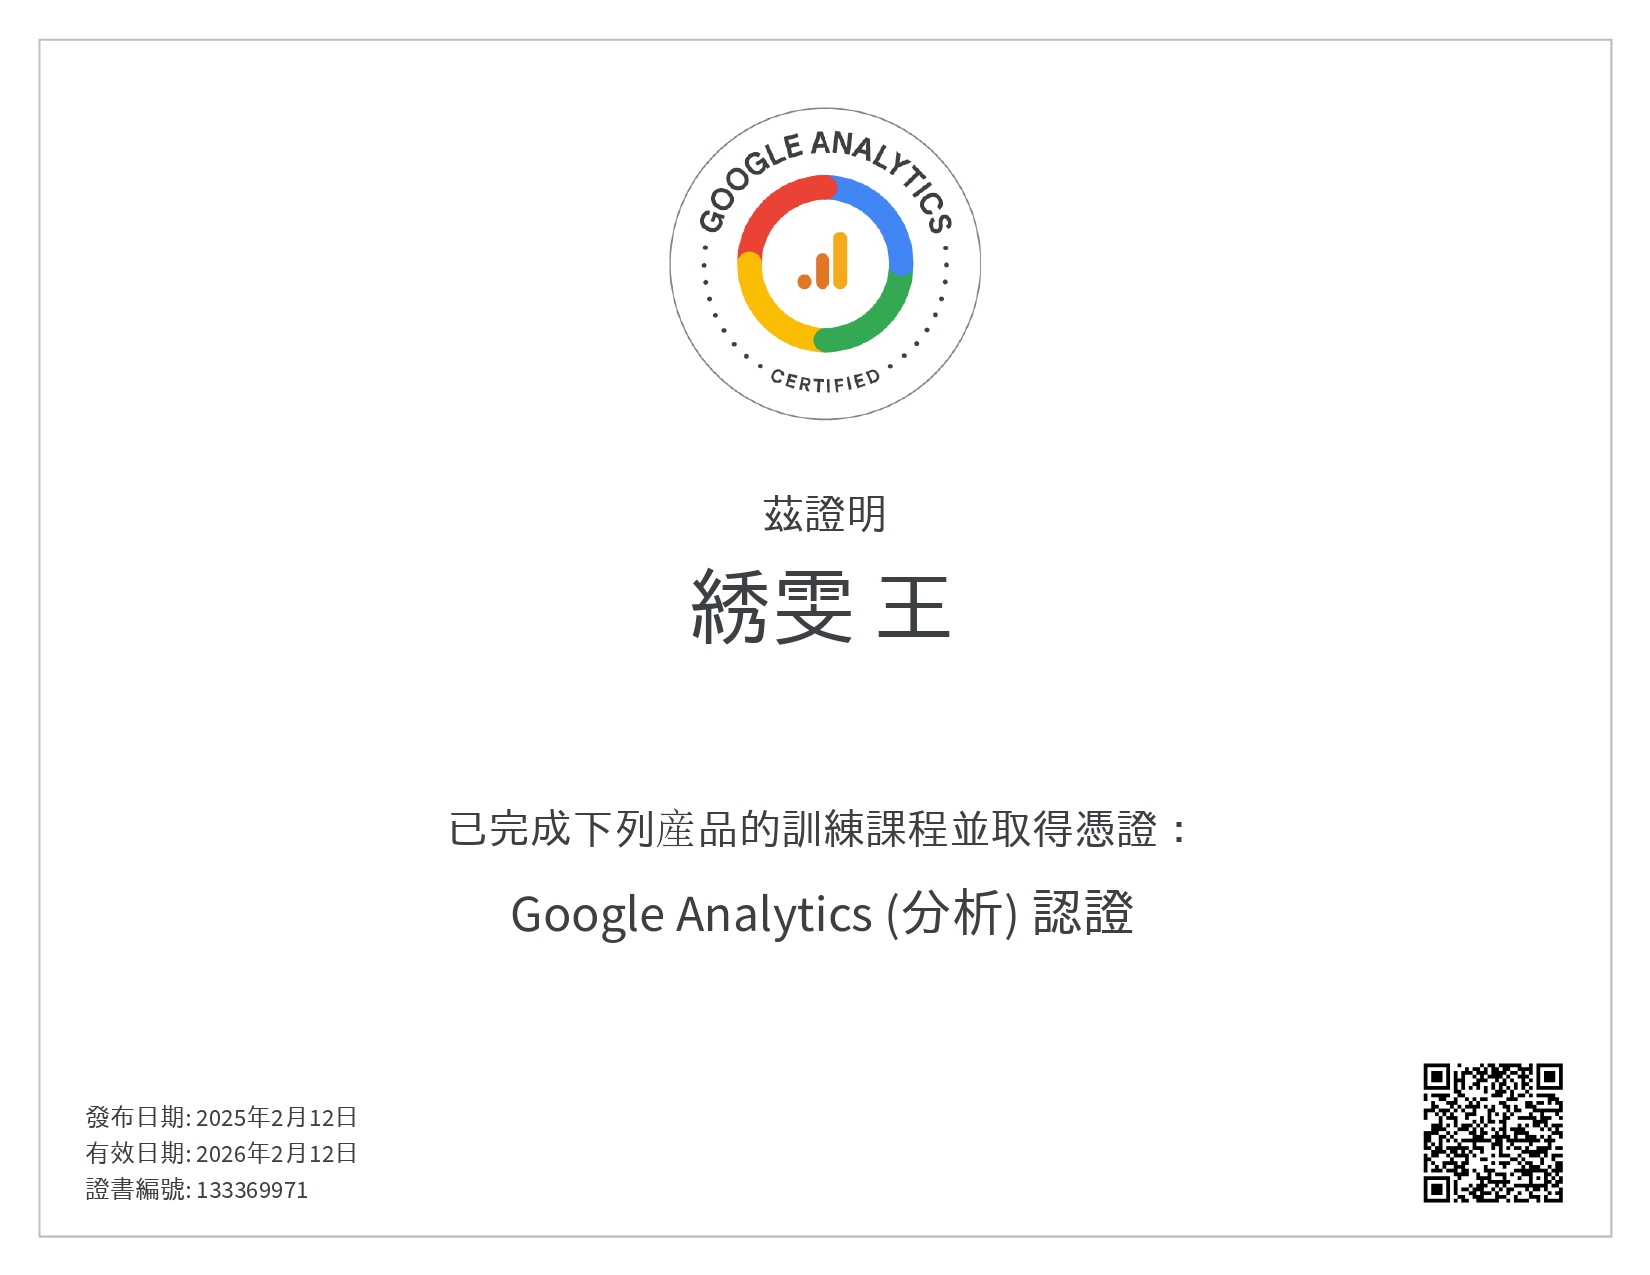 GOOGLE ANALYTICS
CERTIFIED
茲證明
綉雯 王
已完成下列産品的訓練課程並取得憑證：
Google Analytics (分析) 認證
發布日期: 2025年2月12日
有效日期: 2026年2月12日
證書編號: 133369971